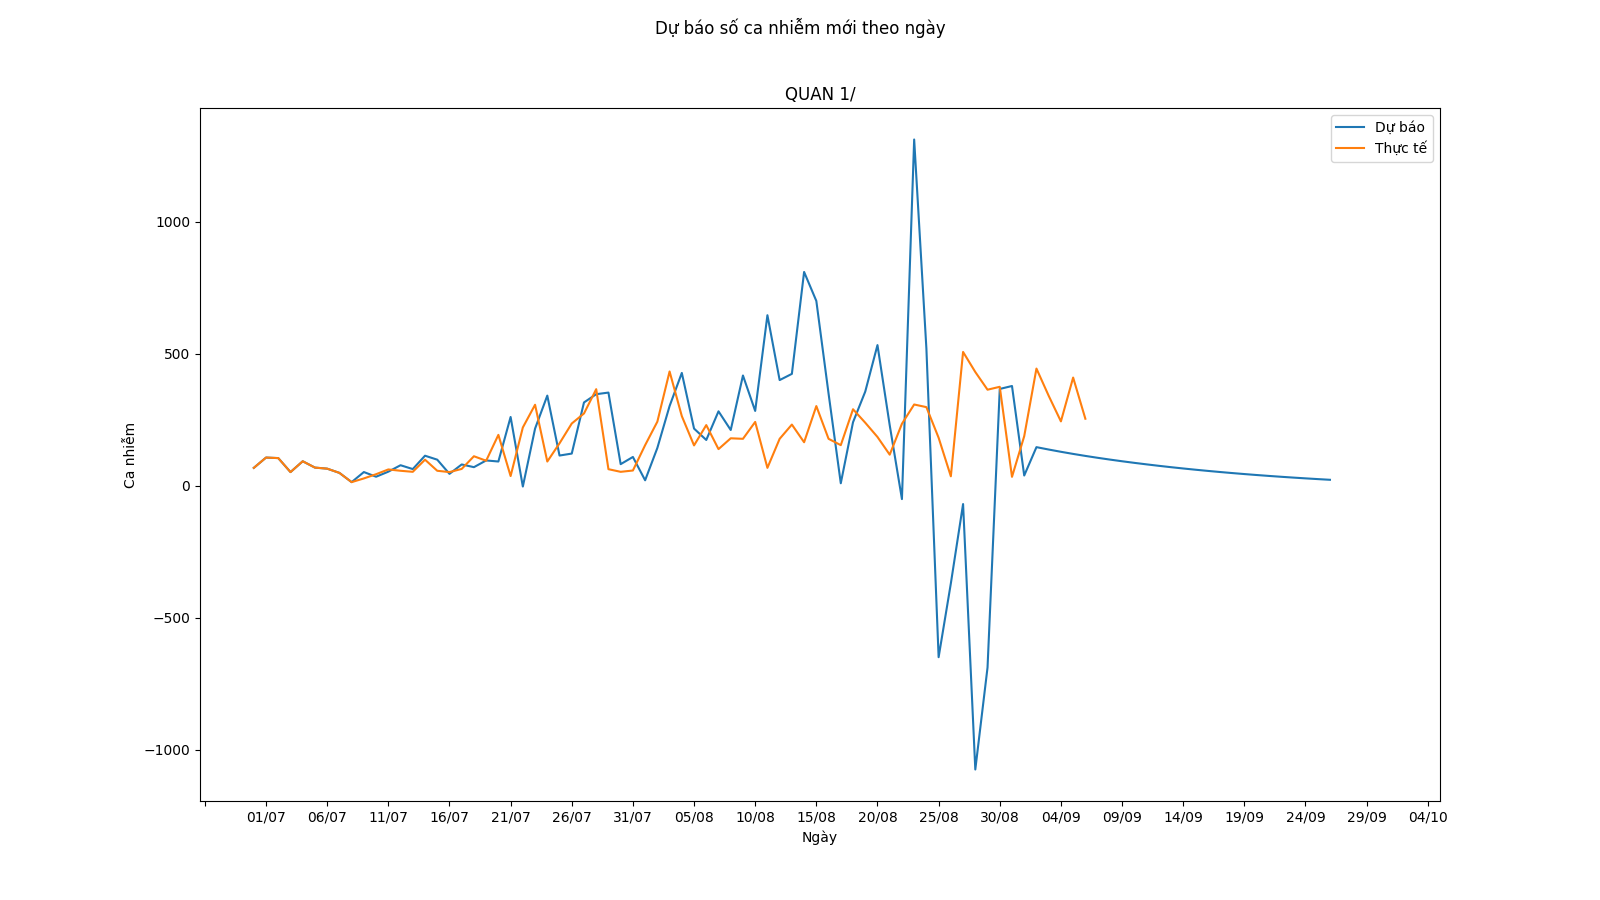 Dự báo số ca nhiễm mới theo ngày
QUAN 1/
Dự báo
Thực tế
1000
500
0
−500
−1000
Ca nhiễm
01/07 06/07 11/07 16/07 21/07 26/07 31/07 05/08 10/08 15/08 20/08 25/08 30/08 04/09 09/09 14/09 19/09 24/09 29/09 04/10
Ngày